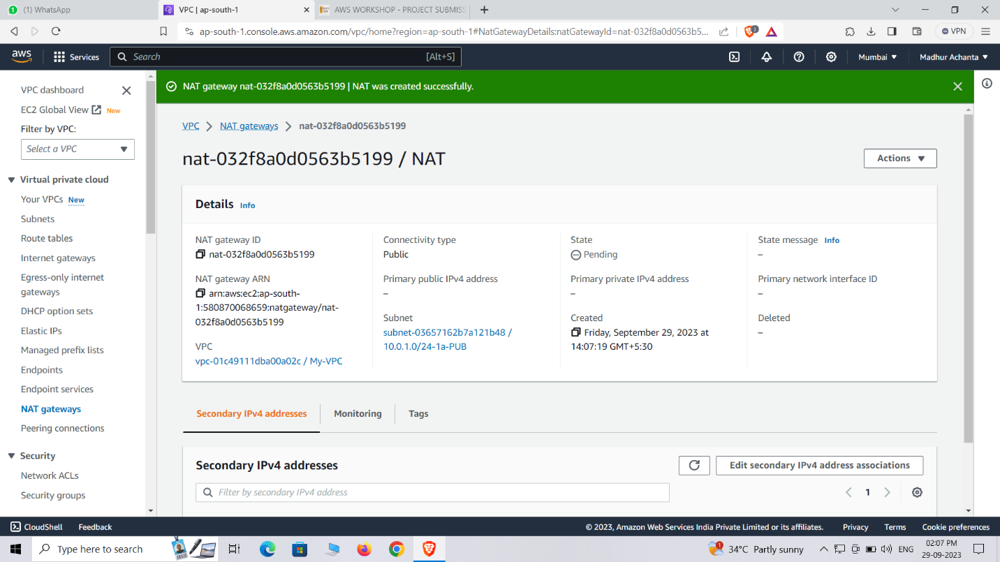 (1) WhatsApp
VPC | ap-south-1
AWS WORKSHOP - PROJECT SUBMISS
ap-south-1.console.aws.amazon.com/vpc/home?region=ap-south-1#NatGatewayDetails:natGatewayId=nat-032f8a0d0563b5...
3
VPN
aws
Services
Search
[Alt+S]
Mumbai
Madhur Achanta
VPC dashboard
EC2 Global View New
Filter by VPC:
Select a VPC
Virtual private cloud
Your VPCs New
Subnets
Route tables
Internet gateways
Egress-only internet
gateways
DHCP option sets
Elastic IPs
Managed prefix lists
Endpoints
Endpoint services
NAT gateways
Peering connections
Security
Network ACLs
Security groups
NAT gateway nat-032f8a0d0563b5199 | NAT was created successfully.
VPC
NAT gateways
nat-032f8a0d0563b5199
nat-032f8a0d0563b5199 / NAT
Actions
Details Info
NAT gateway ID
nat-032f8a0d0563b5199
Connectivity type
Public
State
Pending
State message Info
–
NAT gateway ARN
arn:aws:ec2:ap-south-
1:580870068659:natgateway/nat-
032f8a0d0563b5199
Primary public IPv4 address
–
Primary private IPv4 address
–
Primary network interface ID
–
VPC
vpc-01c49111dba00a02c / My-VPC
Subnet
subnet-03657162b7a121b48 /
10.0.1.0/24-1a-PUB
Created
Friday, September 29, 2023 at
14:07:19 GMT+5:30
Deleted
–
Secondary IPv4 addresses
Monitoring
Tags
Secondary IPv4 addresses
Edit secondary IPv4 address associations
Filter by secondary IPv4 address
1
CloudShell
Feedback
© 2023, Amazon Web Services India Private Limited or its affiliates.
Privacy
Terms
Cookie preferences
Type here to search
1
34°C Partly sunny
ENG
02:07 PM
29-09-2023